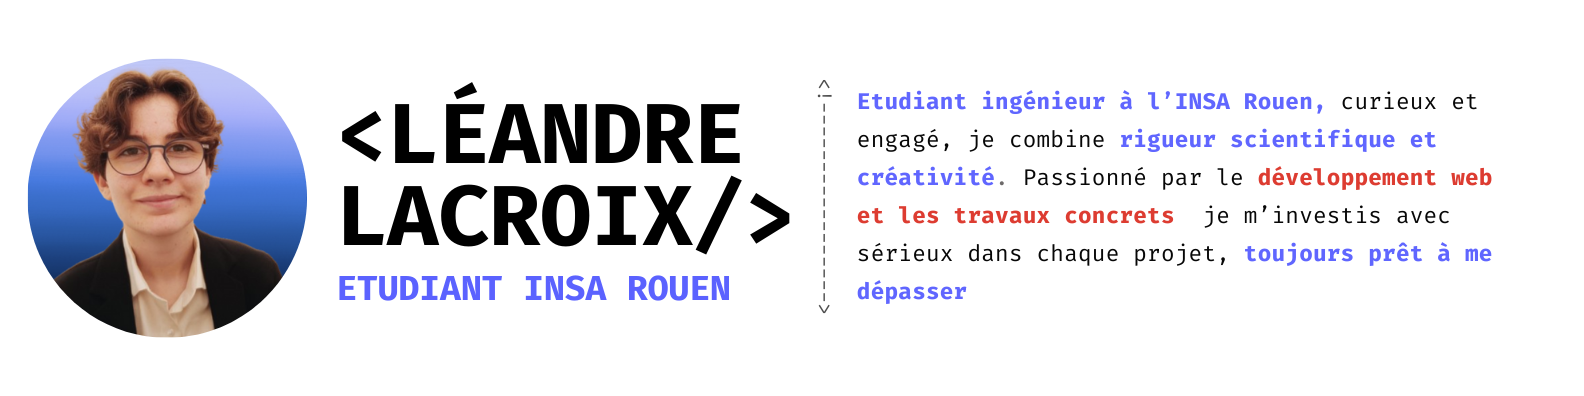 <LÉANDRE
LACROIX/>
ETUDIANT INSA ROUEN
Etudiant ingénieur à l’INSA Rouen, curieux et
engagé, je combine rigueur scientifique et
créativité. Passionné par le développement web
et les travaux concrets  je m’investis avec
sérieux dans chaque projet, toujours prêt à me
dépasser